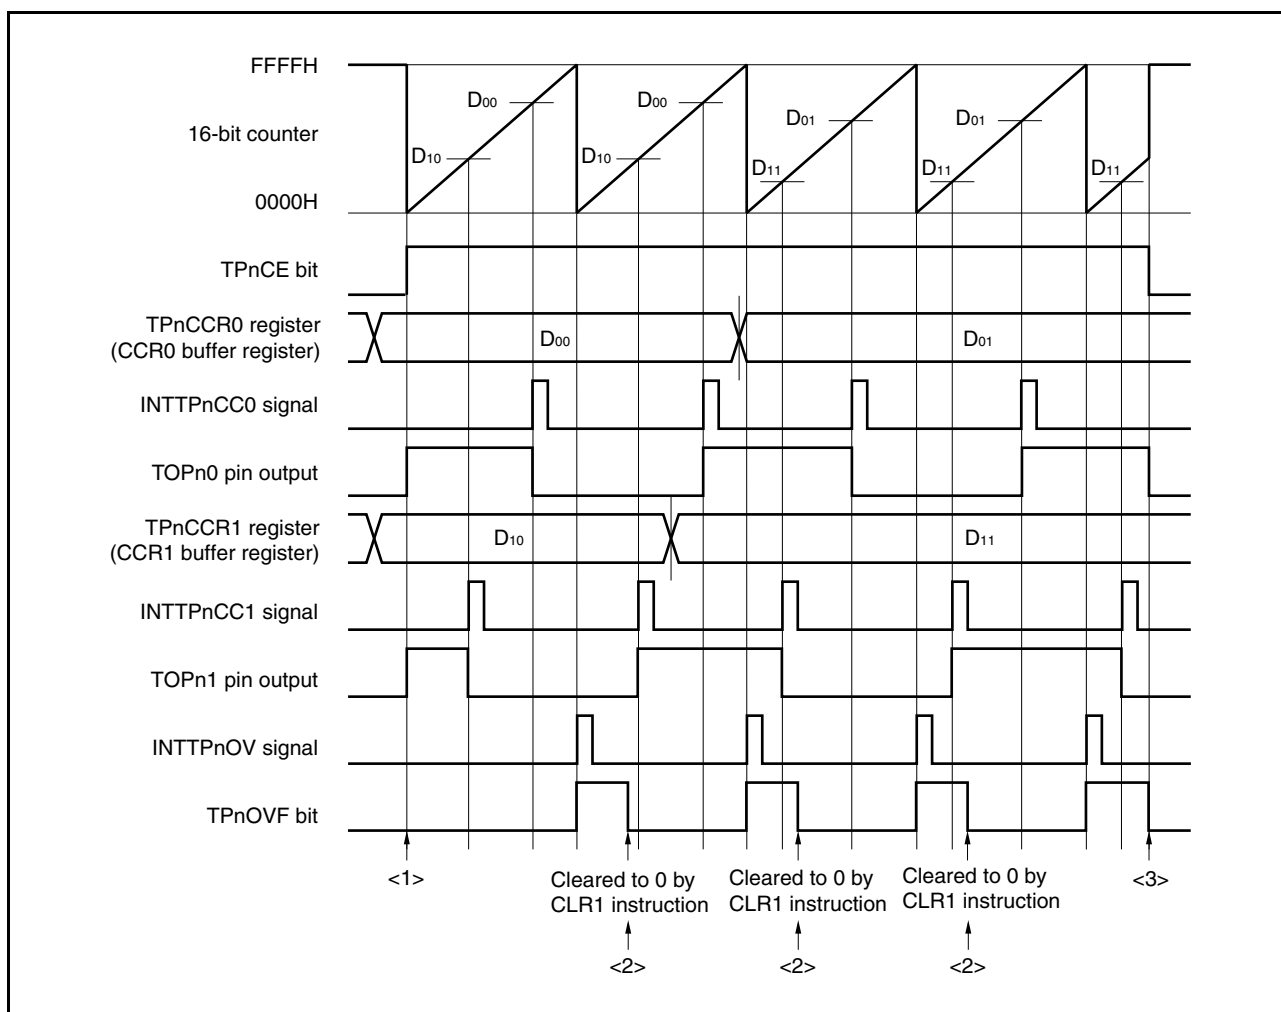 FFFFH
16-bit counter
0000H
D00
D10
D00
D10
D01
D11
D01
D11
D11
TPnCE bit
TPnCCR0 register
(CCR0 buffer register)
D00
D01
INTTPnCC0 signal
TOPn0 pin output
TPnCCR1 register
(CCR1 buffer register)
D10
D11
INTTPnCC1 signal
TOPn1 pin output
INTTPnOV signal
TPnOVF bit
<1>
Cleared to 0 by
CLR1 instruction
<2>
Cleared to 0 by
CLR1 instruction
<2>
Cleared to 0 by
CLR1 instruction
<2>
<3>